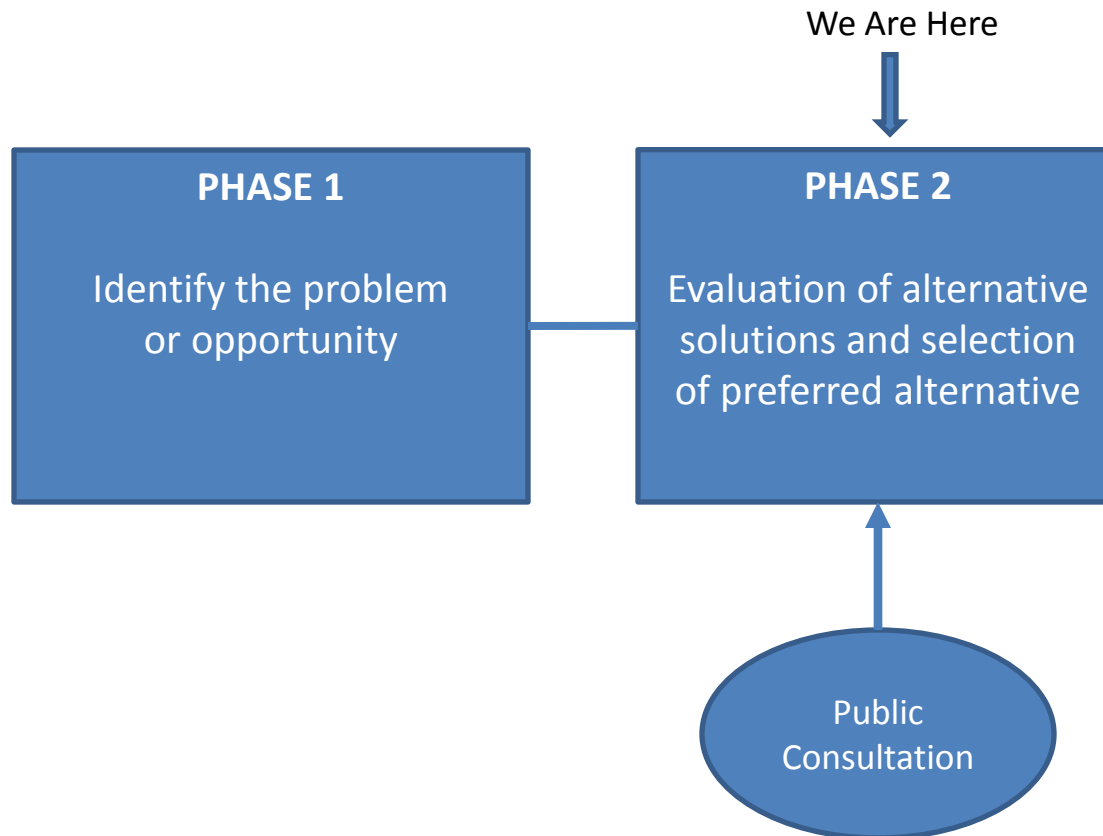 We Are Here
PHASE 1
Identify the problem
or opportunity
PHASE 2
Evaluation of alternative
solutions and selection
of preferred alternative
Public
Consultation